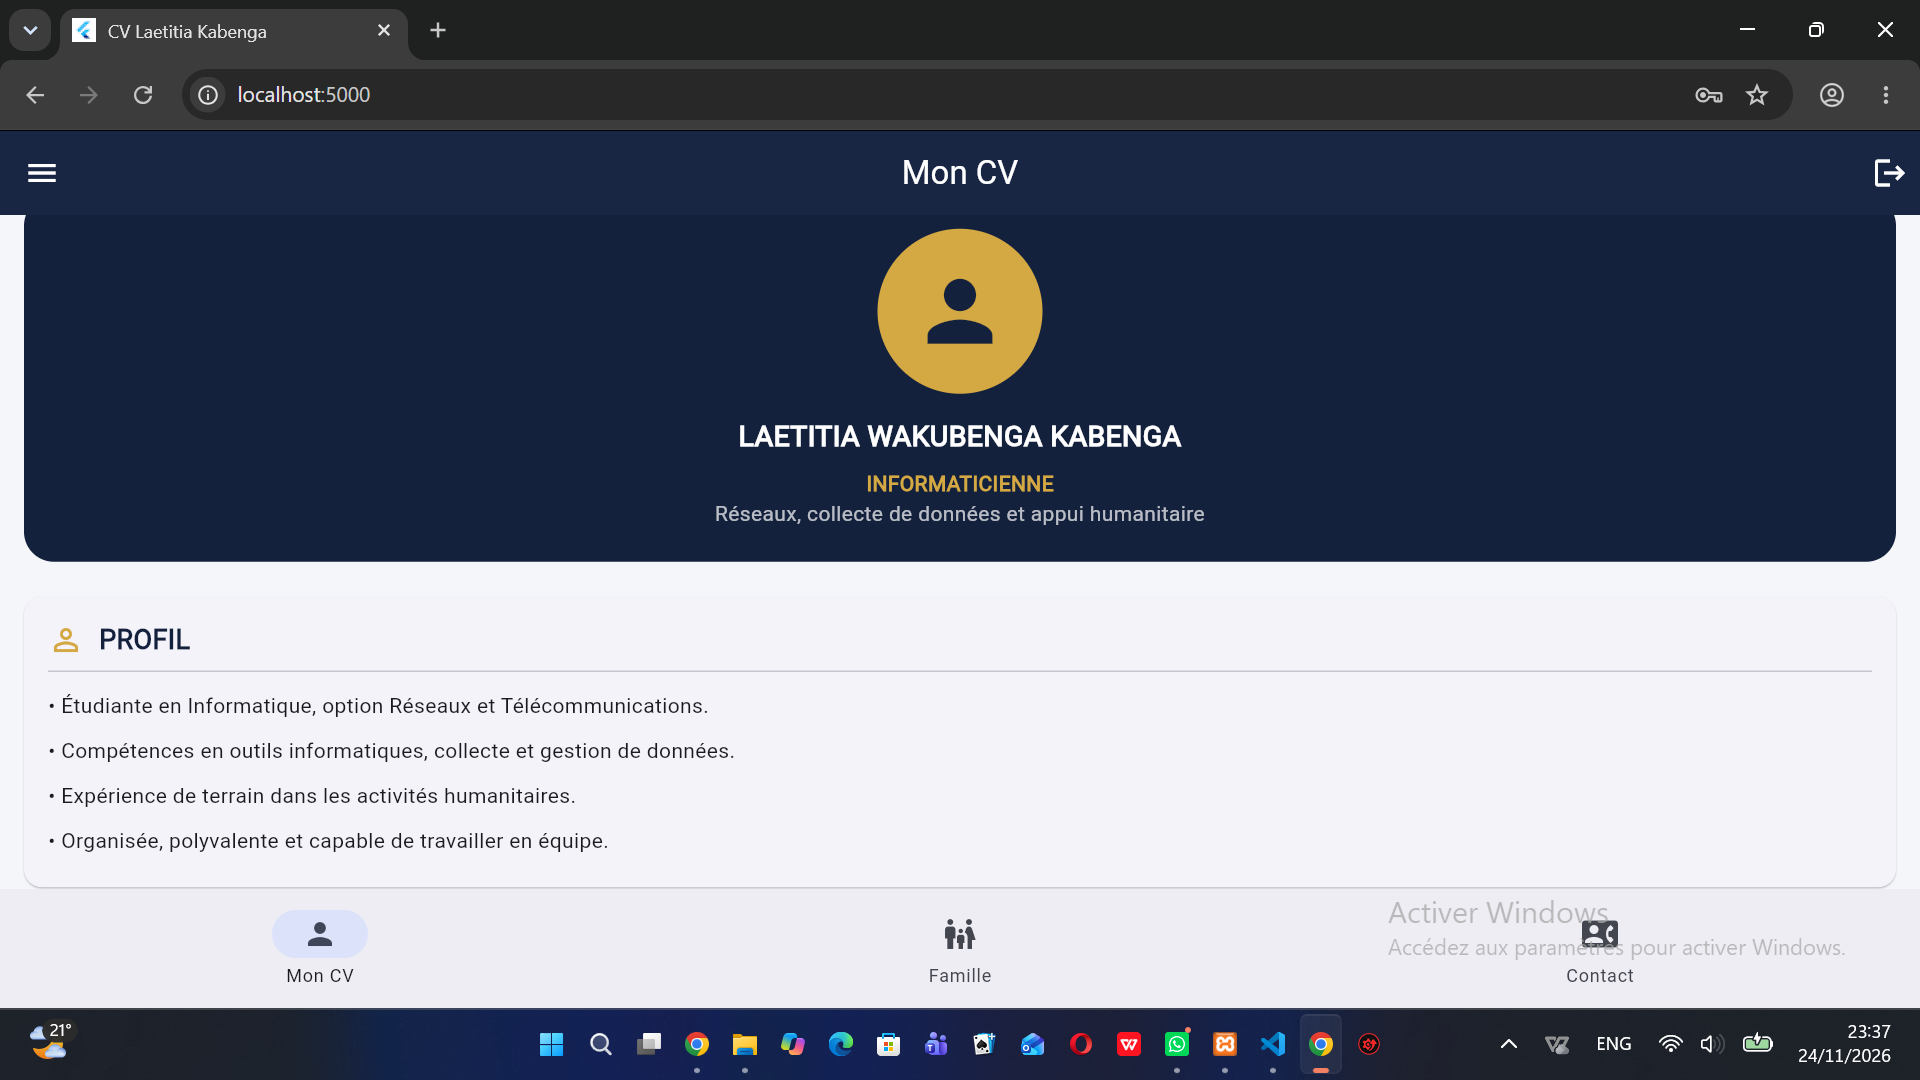 CV Laetitia Kabenga
localhost:5000
Mon CV
LAETITIA WAKUBENGA KABENGA
INFORMATICIENNE
Réseaux, collecte de données et appui humanitaire
PROFIL
• Étudiante en Informatique, option Réseaux et Télécommunications.
• Compétences en outils informatiques, collecte et gestion de données.
• Expérience de terrain dans les activités humanitaires.
• Organisée, polyvalente et capable de travailler en équipe.
Activer Windows
Accédez aux paramètres pour activer Windows.
Mon CV
Famille
Contact
21°
ENG
23:37
24/11/2026